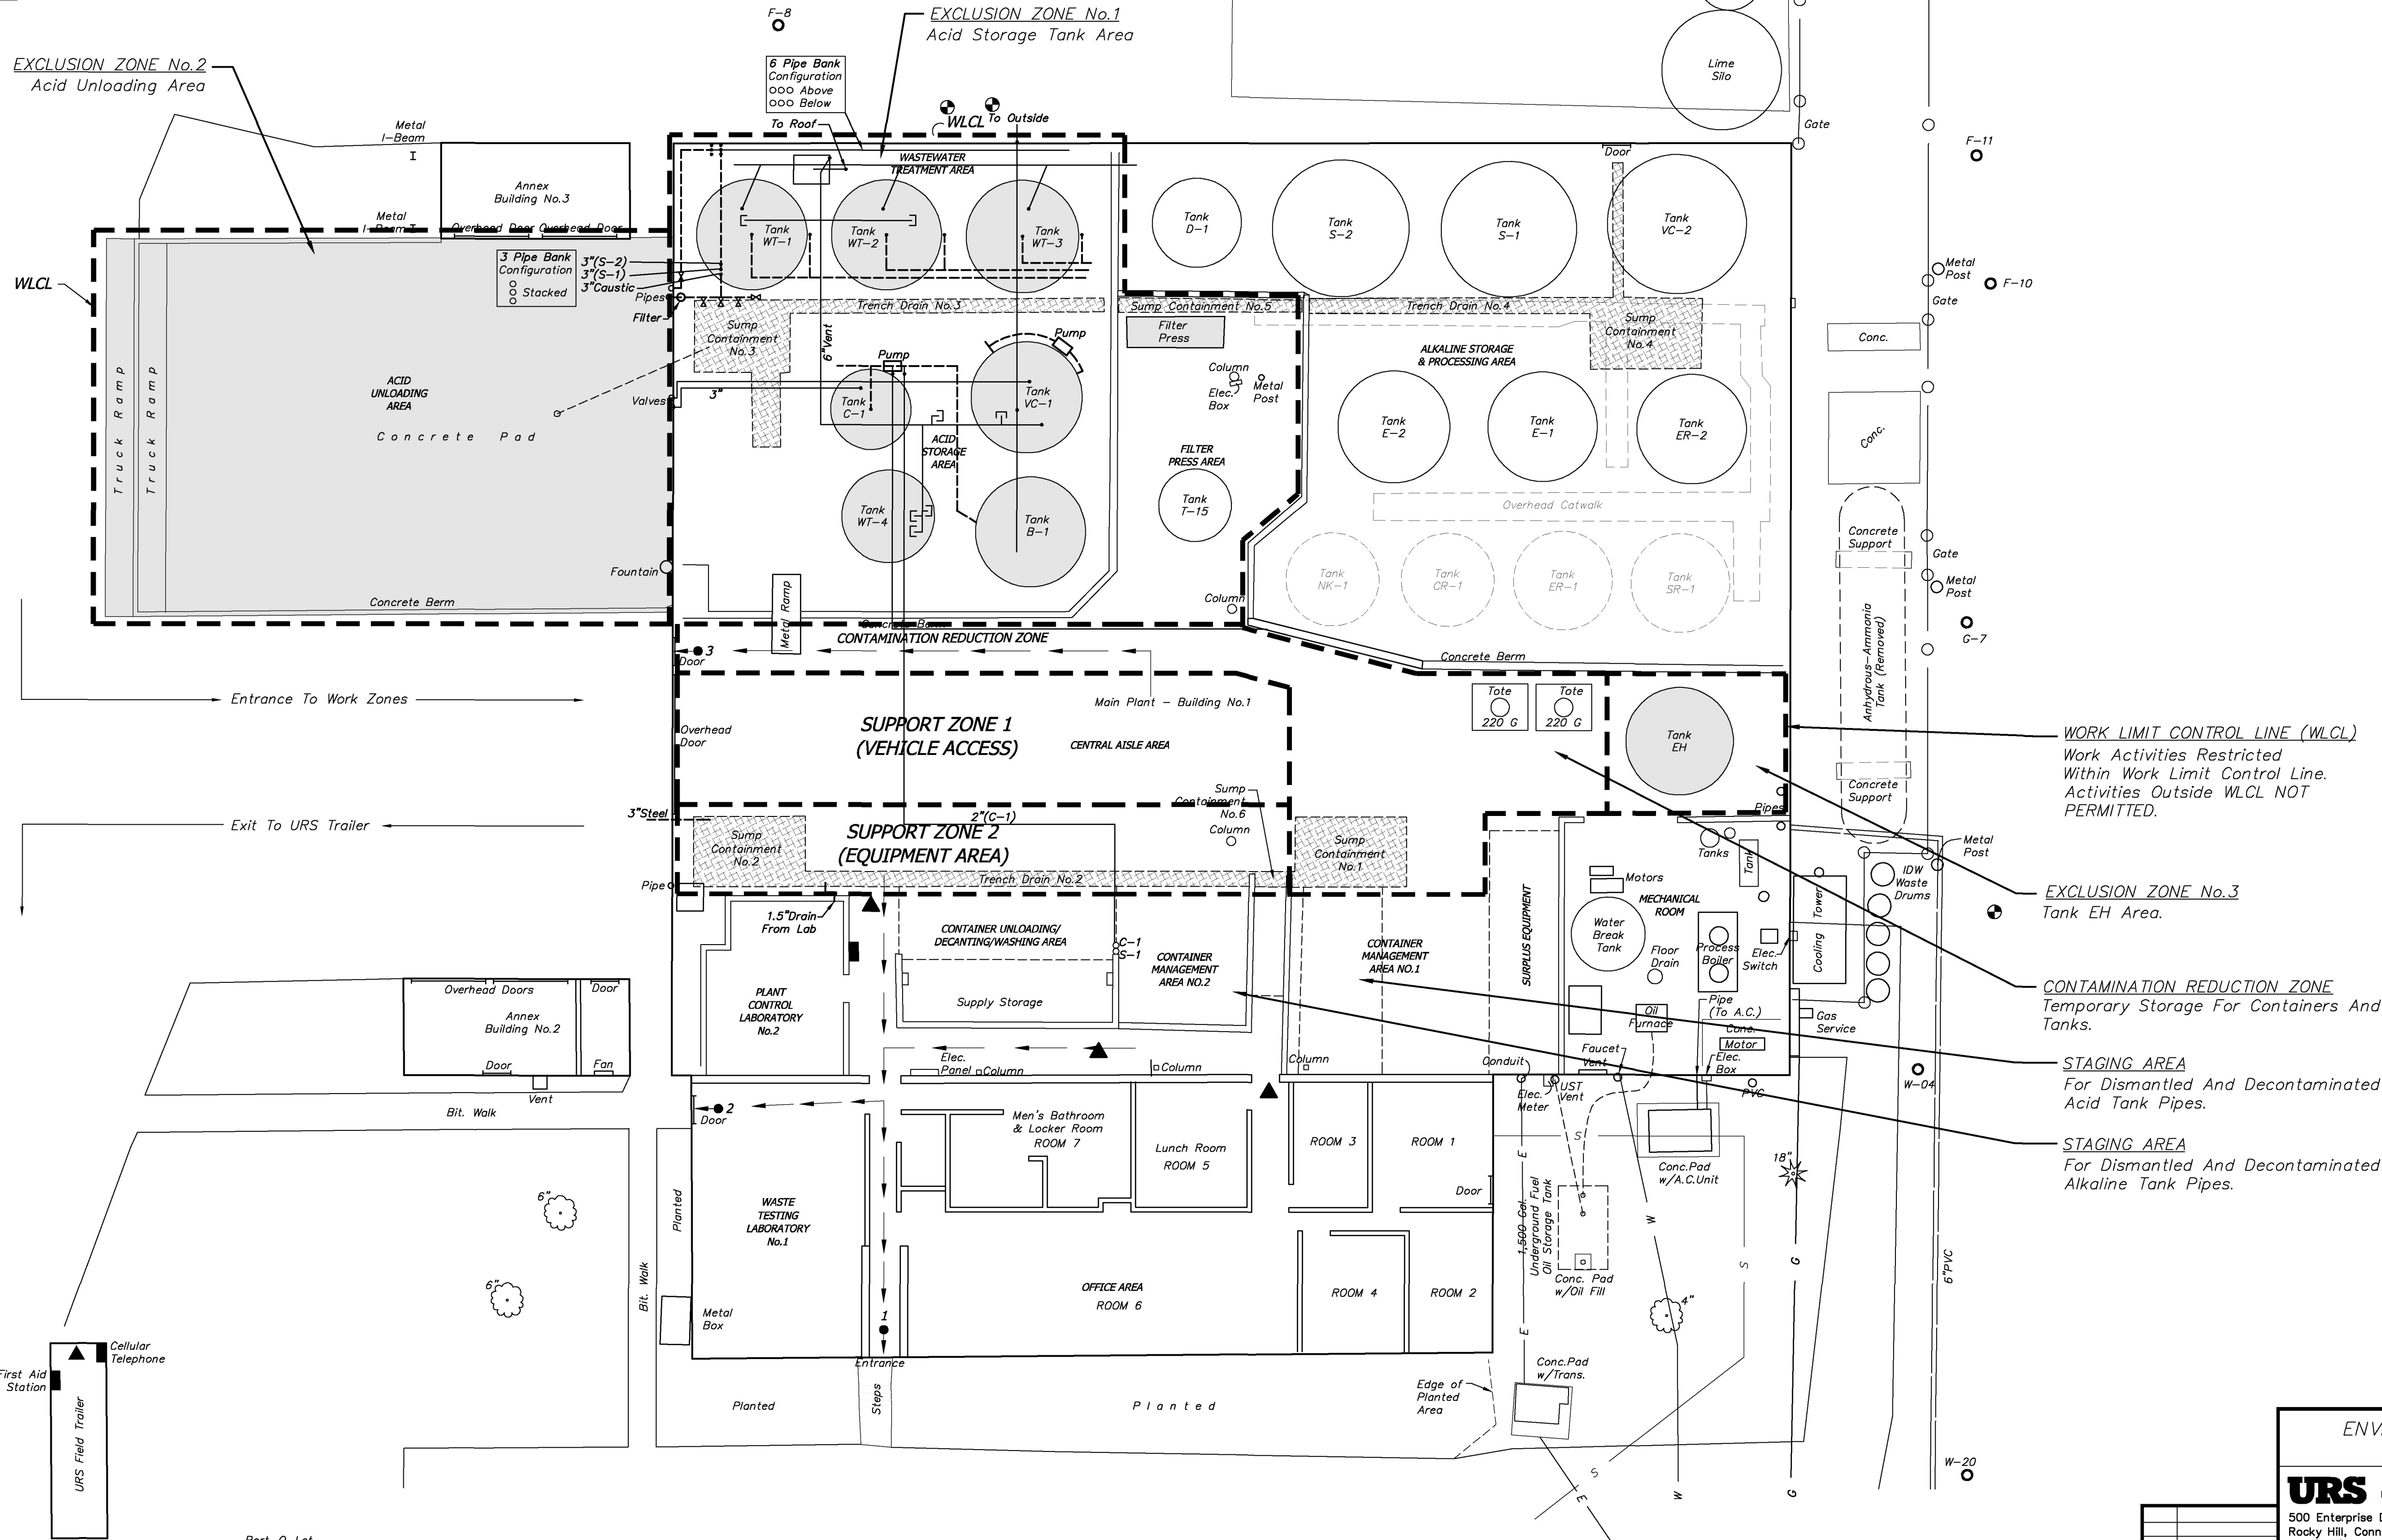 F-8
EXCLUSION ZONE No.1
Acid Storage Tank Area
EXCLUSION ZONE No.2
Acid Unloading Area
6 Pipe Bank
Configuration
Above
Below
Lime
Silo
Gate
F-11
Metal
I-Beam
To Roof
WLCL
To Outside
WASTEWATER
TREATMENT AREA
Door
Annex
Building No.3
Metal
I-Beam
Overhead Door
Overhead Door
WLCL
3 Pipe Bank
Configuration
Stacked
3"(S-2)
3"(S-1)
3"Caustic
Pipes
Filter
Tank
WT-1
Tank
WT-2
Tank
WT-3
Tank
D-1
Tank
S-2
Tank
S-1
Tank
VC-2
Metal
Post
F-10
Gate
Trench Drain No.3
Sump Containment No.5
Trench Drain No.4
Sump
Containment
No.3
6"Vent
Pump
Pump
Filter
Press
Sump
Containment
No.4
Conc.
ALKALINE STORAGE
& PROCESSING AREA
Truck Ramp
Truck Ramp
ACID
UNLOADING
AREA
Concrete Pad
Valves
3"
Tank
C-1
Tank
VC-1
Column
Elec.
Box
Metal
Post
Tank
E-2
Tank
E-1
Tank
ER-2
Conc.
ACID
STORAGE
AREA
FILTER
PRESS AREA
Tank
WT-4
Tank
B-1
Tank
T-15
Overhead Catwalk
Concrete
Support
Gate
Fountain
Metal Ramp
Tank
NK-1
Tank
CR-1
Tank
ER-1
Tank
SR-1
Metal
Post
Concrete Berm
Column
Concrete Berm
CONTAMINATION REDUCTION ZONE
G-7
Anhydrous-Ammonia
Tank (Removed)
3
Door
Concrete Berm
Entrance To Work Zones
Main Plant - Building No.1
Tote
220 G
Tote
220 G
SUPPORT ZONE 1
(VEHICLE ACCESS)
CENTRAL AISLE AREA
Overhead
Door
Tank
EH
WORK LIMIT CONTROL LINE (WLCL)
Work Activities Restricted
Within Work Limit Control Line.
Activities Outside WLCL NOT
PERMITTED.
Concrete
Support
Sump
Containment
No.6
Column
Pipes
3"Steel
Exit To URS Trailer
2"(C-1)
SUPPORT ZONE 2
(EQUIPMENT AREA)
Sump
Containment
No.2
Sump
Containment
No.1
Trench Drain No.2
Pipe
Tanks
Tank
Metal
Post
IDW
Waste
Drums
EXCLUSION ZONE No.3
Tank EH Area.
Motors
MECHANICAL
ROOM
1.5"Drain
From Lab
CONTAINER UNLOADING/
DECANTING/WASHING AREA
C-1
S-1
CONTAINER
MANAGEMENT
AREA NO.2
CONTAINER
MANAGEMENT
AREA NO.1
SURPLUS EQUIPMENT
Water
Break
Tank
Floor
Drain
Process
Boiler
Elec.
Switch
Cooling Tower
PLANT
CONTROL
LABORATORY
No.2
Supply Storage
Overhead Doors
Door
Annex
Building No.2
Door
Fan
Vent
CONTAMINATION REDUCTION ZONE
Temporary Storage For Containers And
Tanks.
Oil
Furnace
Pipe
(To A.C.)
Conc.
Motor
Gas
Service
Elec.
Panel
Column
Column
Column
Conduit
Faucet
Vent
Elec.
Box
STAGING AREA
For Dismantled And Decontaminated
Acid Tank Pipes.
W-04
UST
Vent
Elec.
Meter
PVC
Bit. Walk
2
Door
Men's Bathroom
& Locker Room
ROOM 7
Lunch Room
ROOM 5
ROOM 3
ROOM 1
S
E
Door
Conc.Pad
w/A.C.Unit
18"
STAGING AREA
For Dismantled And Decontaminated
Alkaline Tank Pipes.
6"
Planted
WASTE
TESTING
LABORATORY
No.1
1,500 Gal.
Underground Fuel
Oil Storage Tank
W
S
G
6"PVC
6"
Bit. Walk
Metal
Box
1
OFFICE AREA
ROOM 6
ROOM 4
ROOM 2
Conc. Pad
w/Oil Fill
4"
E
Entrance
Cellular
Telephone
First Aid
Station
URS Field Trailer
Steps
Planted
Planted
Edge of
Planted
Area
Conc.Pad
w/Trans.
W-20
S
E
W
G
ENV
URS
500 Enterprise D
Rocky Hill, Conn